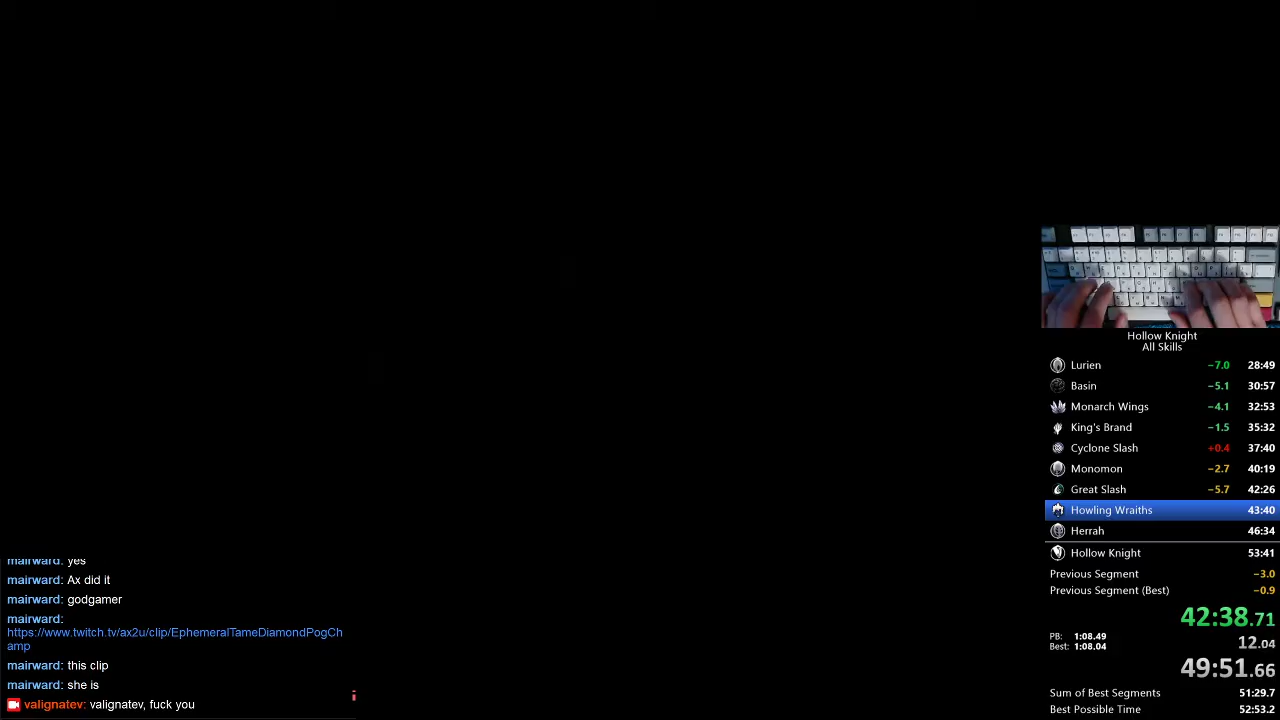 Hollow Knight
All Skills
Lurien −7.0 28:49
Basin −5.1 30:57
Monarch Wings −4.1 32:53
King's Brand −1.5 35:32
Cyclone Slash +0.4 37:40
Monomon −2.7 40:19
Great Slash −5.7 42:26
Howling Wraiths 43:40
Herrah 46:34
Hollow Knight 53:41
Previous Segment −3.0
Previous Segment (Best) −0.9
42:38.71
PB: 1:08.49
Best: 1:08.04
12.04
49:51.66
Sum of Best Segments 51:29.7
Best Possible Time 52:53.2
mairward: yes
mairward: Ax did it
mairward: godgamer
mairward:
https://www.twitch.tv/ax2u/clip/EphemeralTameDiamondPogCh
amp
mairward: this clip
mairward: she is
valignatev: valignatev, fuck you